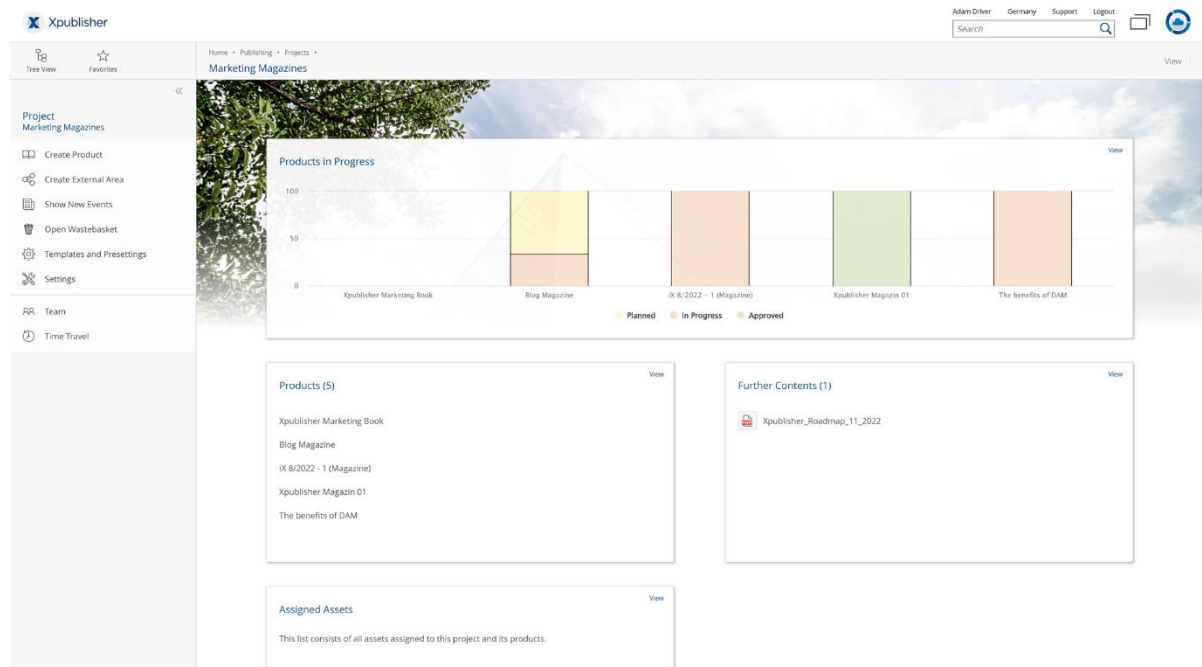 X Xpublisher
Adam Driver Germany Support Logout
Search
Tree View Favorites
Home • Publishing • Projects •
Marketing Magazines
View
Project
Marketing Magazines
Create Product
Create External Area
Show New Events
Open Wastebasket
Templates and Presettings
Settings
Team
Time Travel
View
Products in Progress
100
50
0
Xpublisher Marketing Book Blog Magazine iX 8/2022 - 1 (Magazine) Xpublisher Magazin 01 The benefits of DAM
Planned In Progress Approved
View
Products (5)
Xpublisher Marketing Book
Blog Magazine
iX 8/2022 - 1 (Magazine)
Xpublisher Magazin 01
The benefits of DAM
View
Further Contents (1)
Xpublisher_Roadmap_11_2022
View
Assigned Assets
This list consists of all assets assigned to this project and its products.